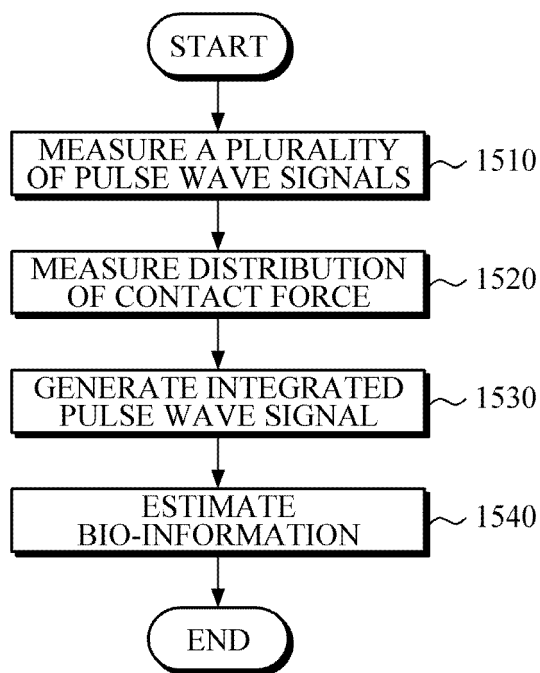 START
MEASURE A PLURALITY
OF PULSE WAVE SIGNALS
1510
MEASURE DISTRIBUTION
OF CONTACT FORCE
1520
GENERATE INTEGRATED
PULSE WAVE SIGNAL
1530
ESTIMATE
BIO-INFORMATION
1540
END